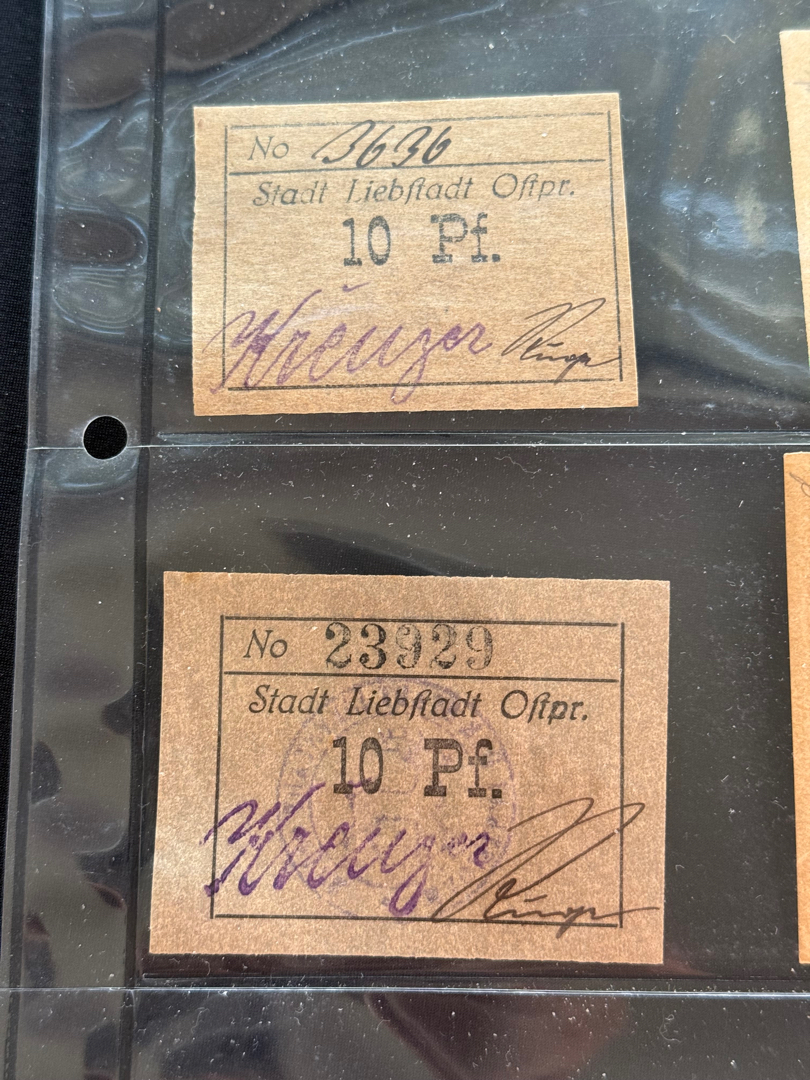 No 3636
Stadt Liebſtadt Oſtpr.
10 Pf.
Kreuzer
No 23929
Stadt Liebſtadt Oſtpr.
10 Pf.
Kreuzer